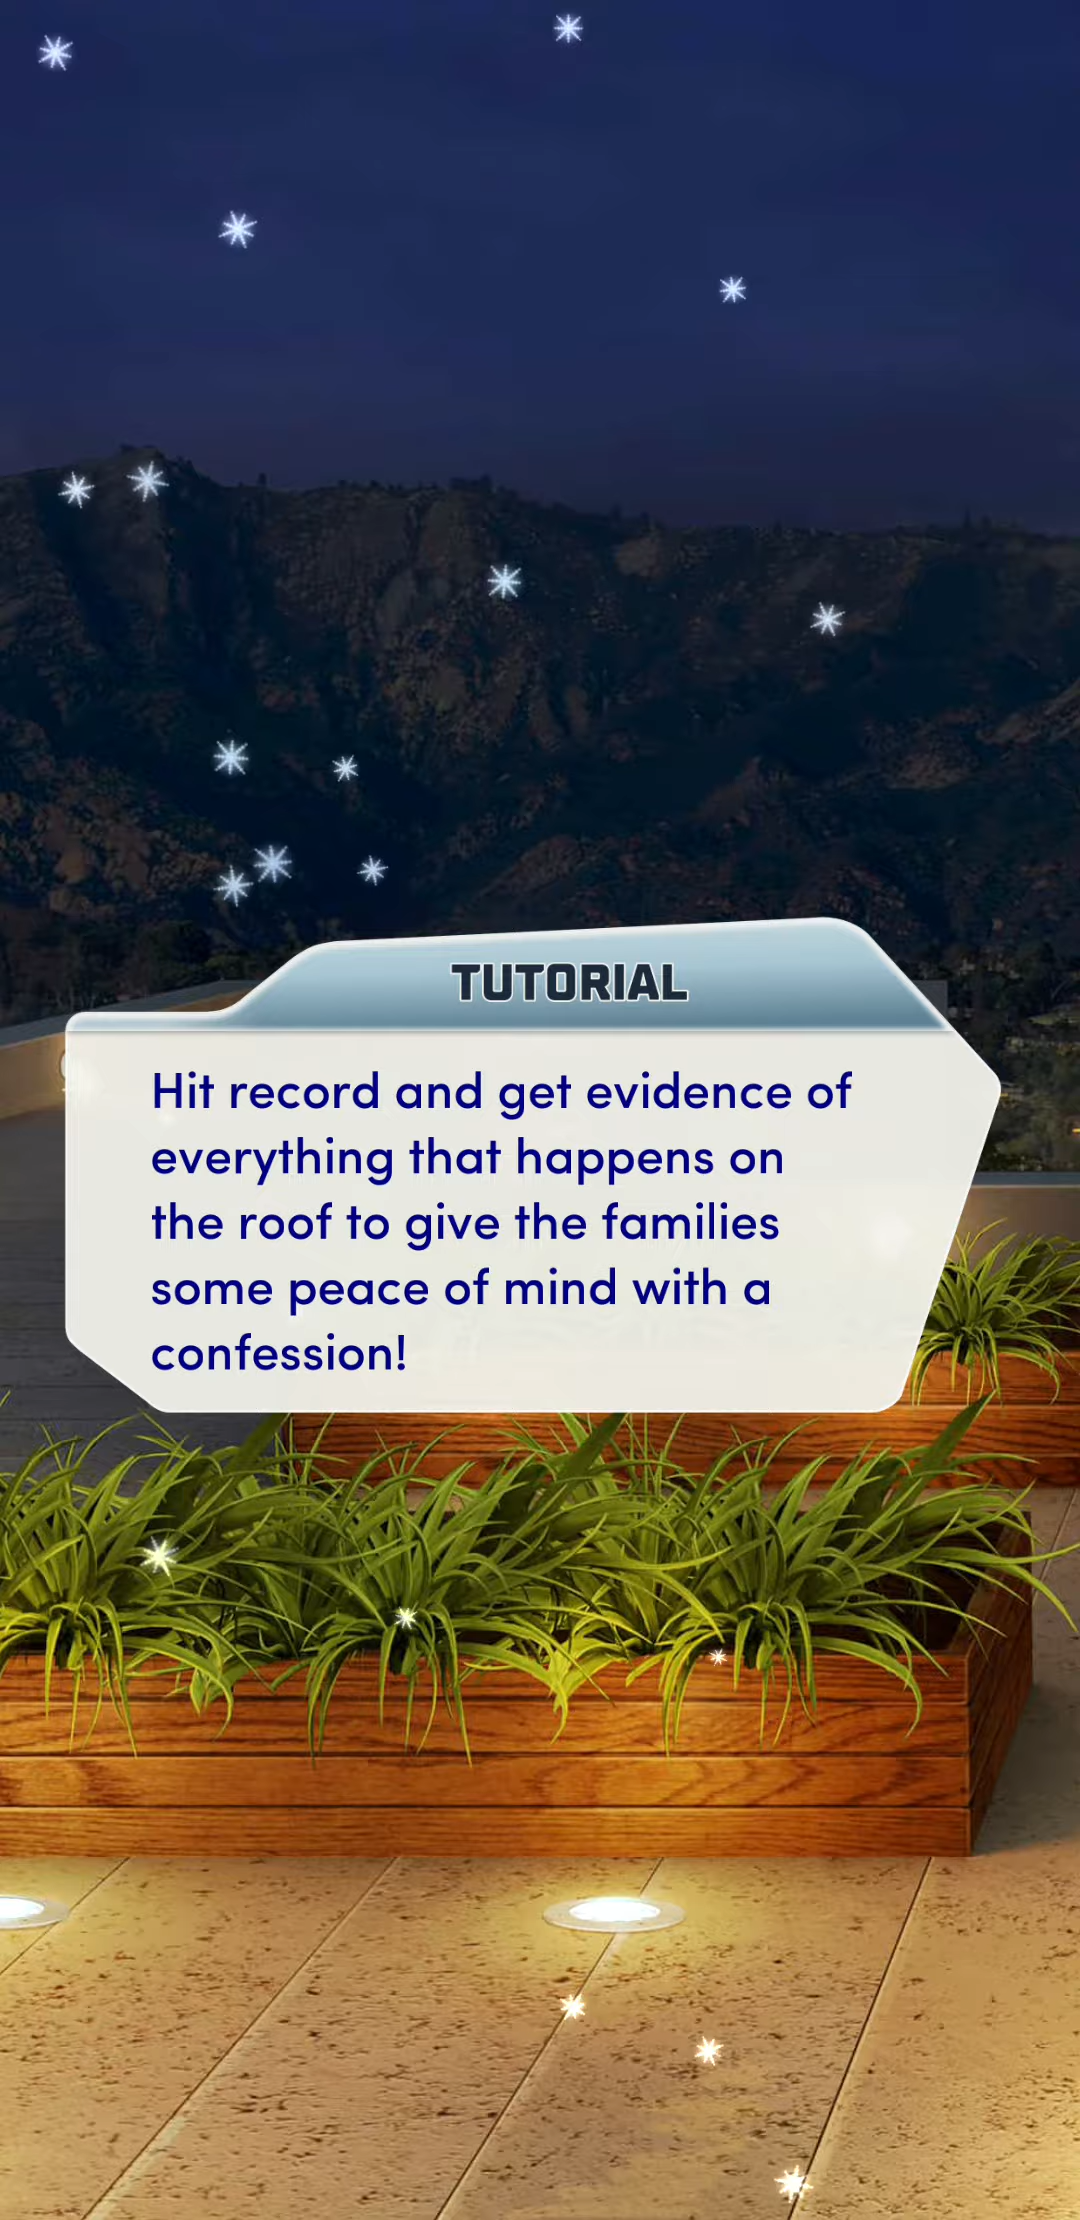 TUTORIAL
Hit record and get evidence of
everything that happens on
the roof to give the families
some peace of mind with a
confession!